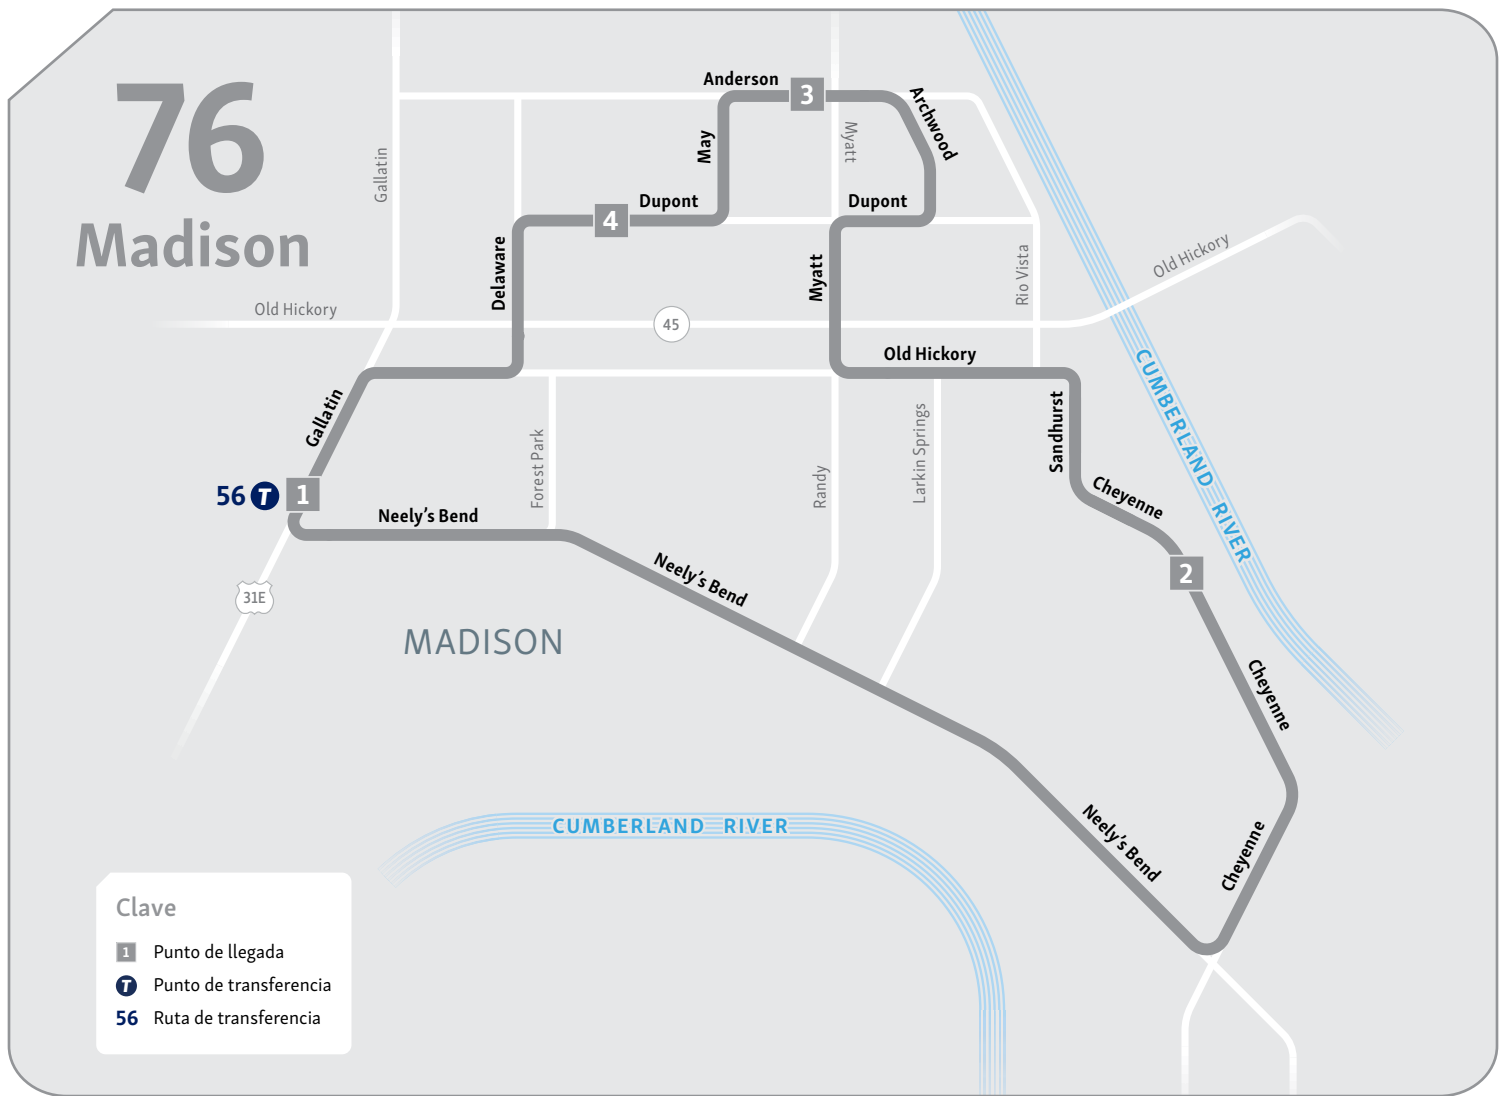 76
Madison
Anderson
3
Archwood
Gallatin
May
Myatt
Dupont
Dupont
4
Delaware
Myatt
Rio Vista
Old Hickory
Old Hickory
45
Old Hickory
CUMBERLAND RIVER
Gallatin
Forest Park
Randy
Larkin Springs
Sandhurst
Cheyenne
56 T 1
Neely's Bend
Neely's Bend
2
31E
MADISON
Cheyenne
Neely's Bend
Cheyenne
CUMBERLAND RIVER
Clave
1 Punto de llegada
T Punto de transferencia
56 Ruta de transferencia